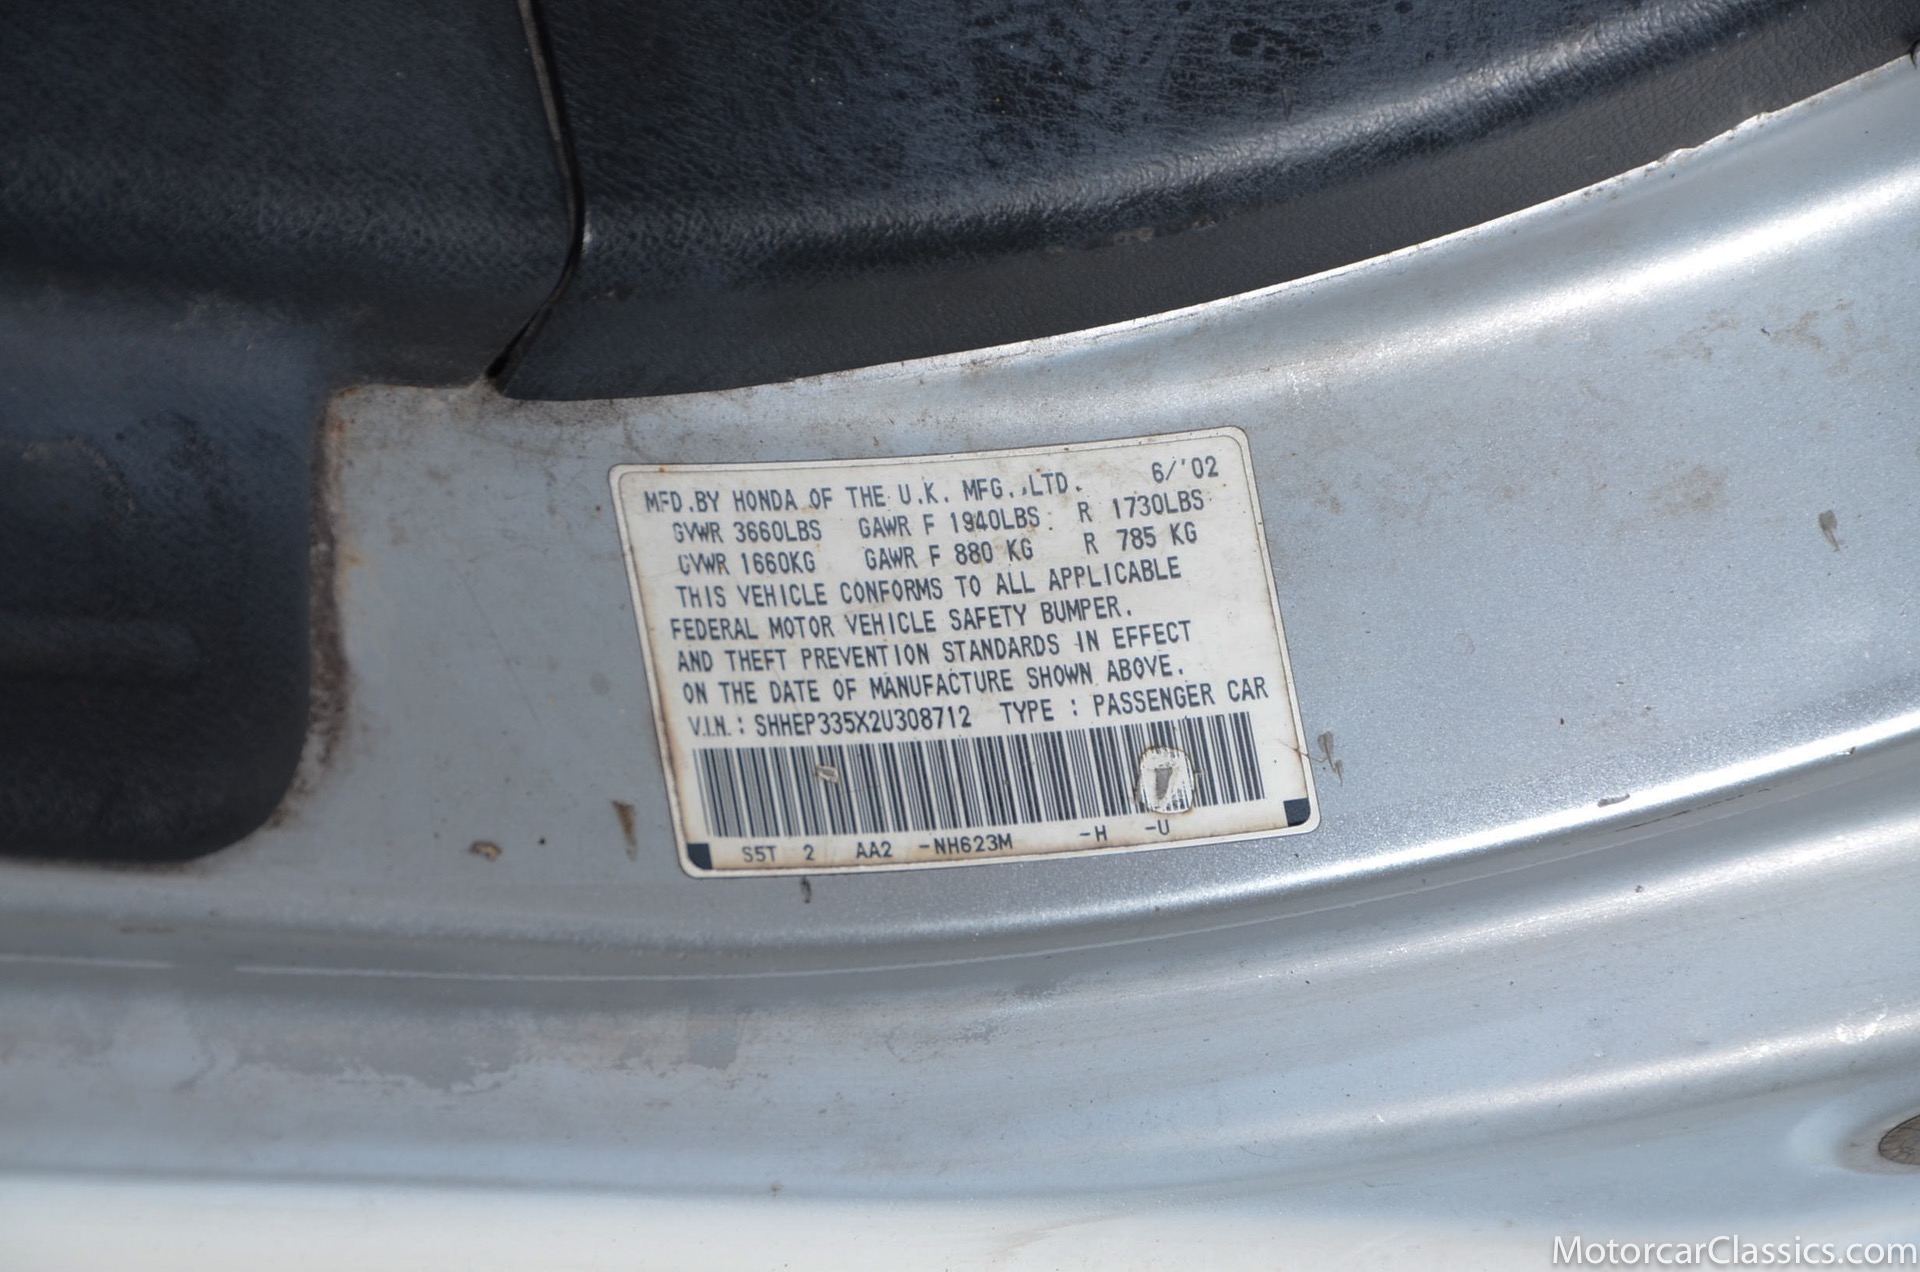 MFD.BY HONDA OF THE U.K. MFG.,LTD. 6/'02
GVWR 3660LBS GAWR F 1940LBS R 1730LBS
GVWR 1660KG GAWR F 880 KG R 785 KG
THIS VEHICLE CONFORMS TO ALL APPLICABLE
FEDERAL MOTOR VEHICLE SAFETY BUMPER.
AND THEFT PREVENTION STANDARDS IN EFFECT
ON THE DATE OF MANUFACTURE SHOWN ABOVE.
V.I.N.: SHHEP335X2U308712 TYPE : PASSENGER CAR
S5T 2 AA2 -NH623M -H -U
MotorcarClassics.com